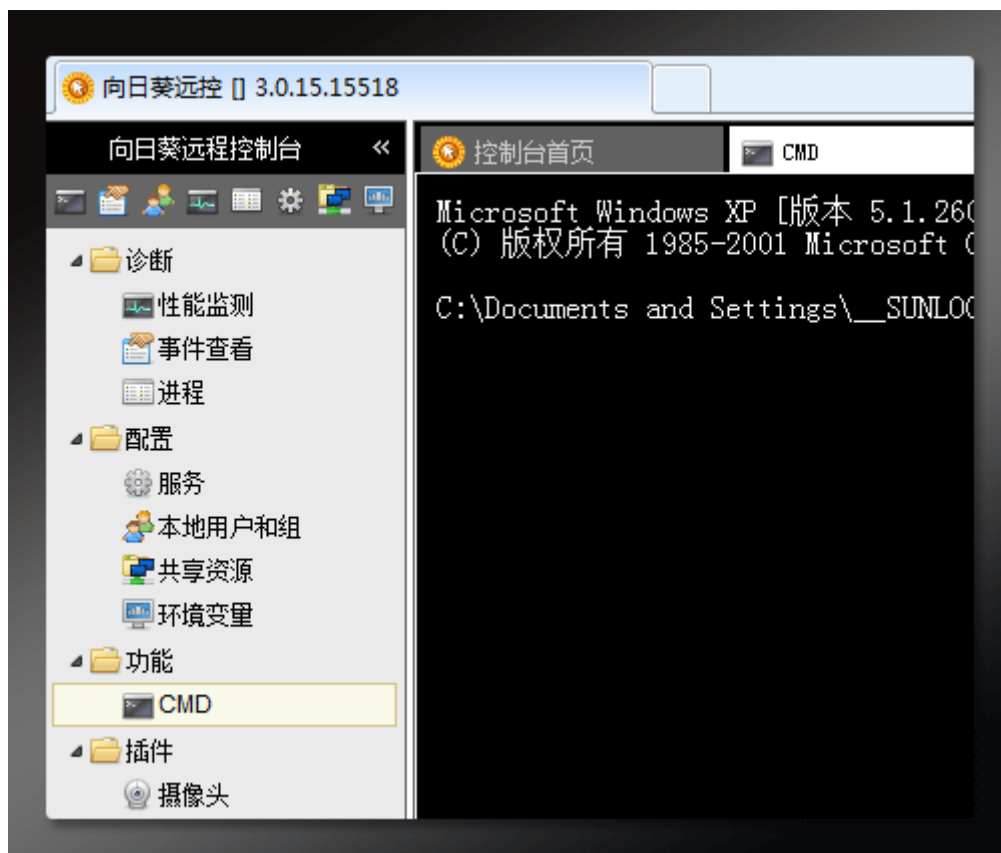 向日葵远控 [] 3.0.15.15518
向日葵远程控制台 «
控制台首页
CMD
诊断
性能监测
事件查看
进程
配置
服务
本地用户和组
共享资源
环境变量
功能
CMD
插件
摄像头
Microsoft Windows XP [版本 5.1.260
(C) 版权所有 1985-2001 Microsoft
C:\Documents and Settings\__SUNLO